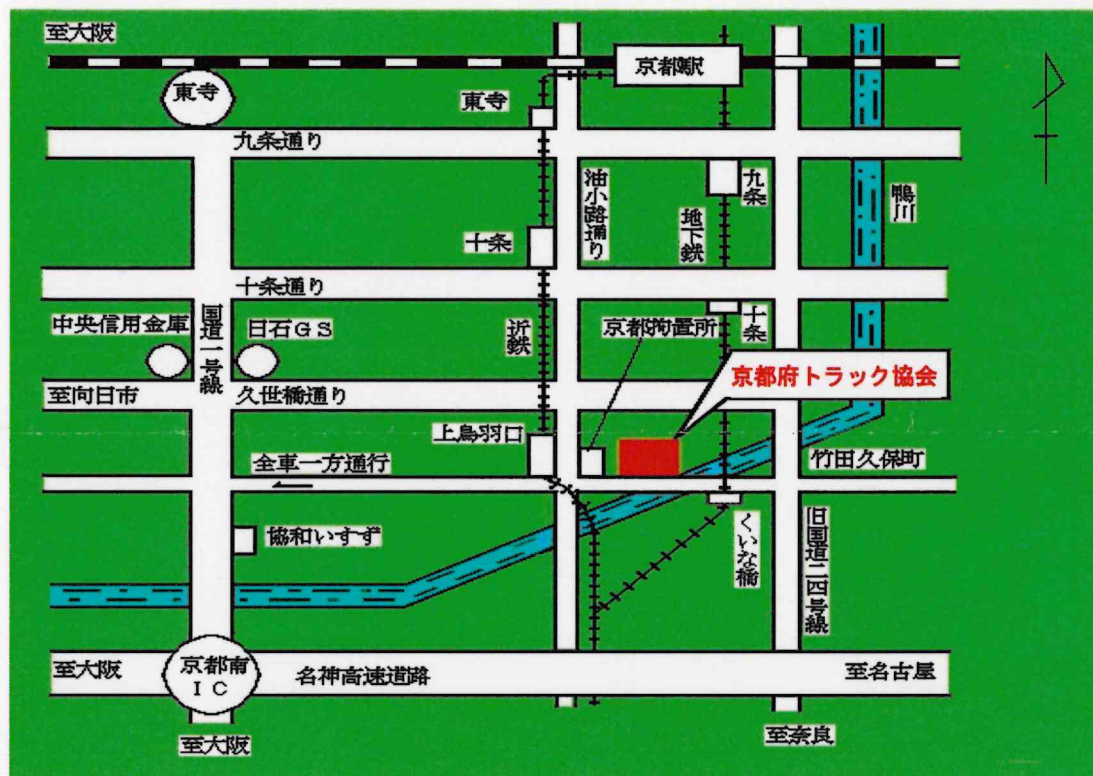 至大阪
京都駅
東寺
東寺
九条通り
油小路通り
九条
地下鉄
鴨川
十条
十条通り
中央信用金庫
国道一号線
日石GS
近鉄
京都拘置所
十条
京都府トラック協会
至向日市
久世橋通り
上鳥羽口
全車一方通行
竹田久保町
協和いすず
くいな橋
旧国道二四号線
至大阪
京都南
IC
名神高速道路
至名古屋
至大阪
至奈良